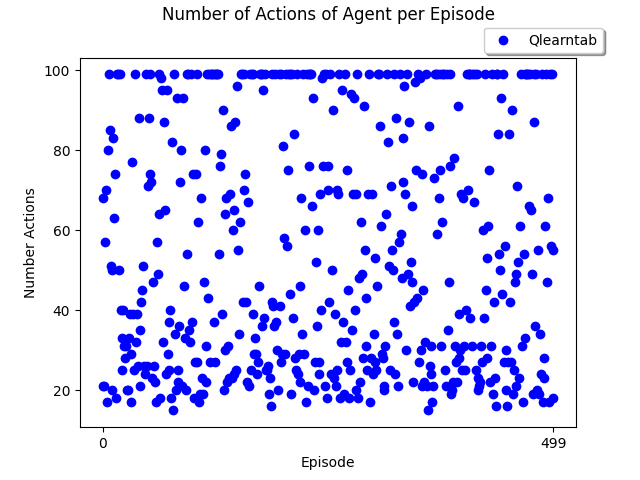 Number of Actions of Agent per Episode
Qlearntab
100
80
60
40
20
Number Actions
0
499
Episode